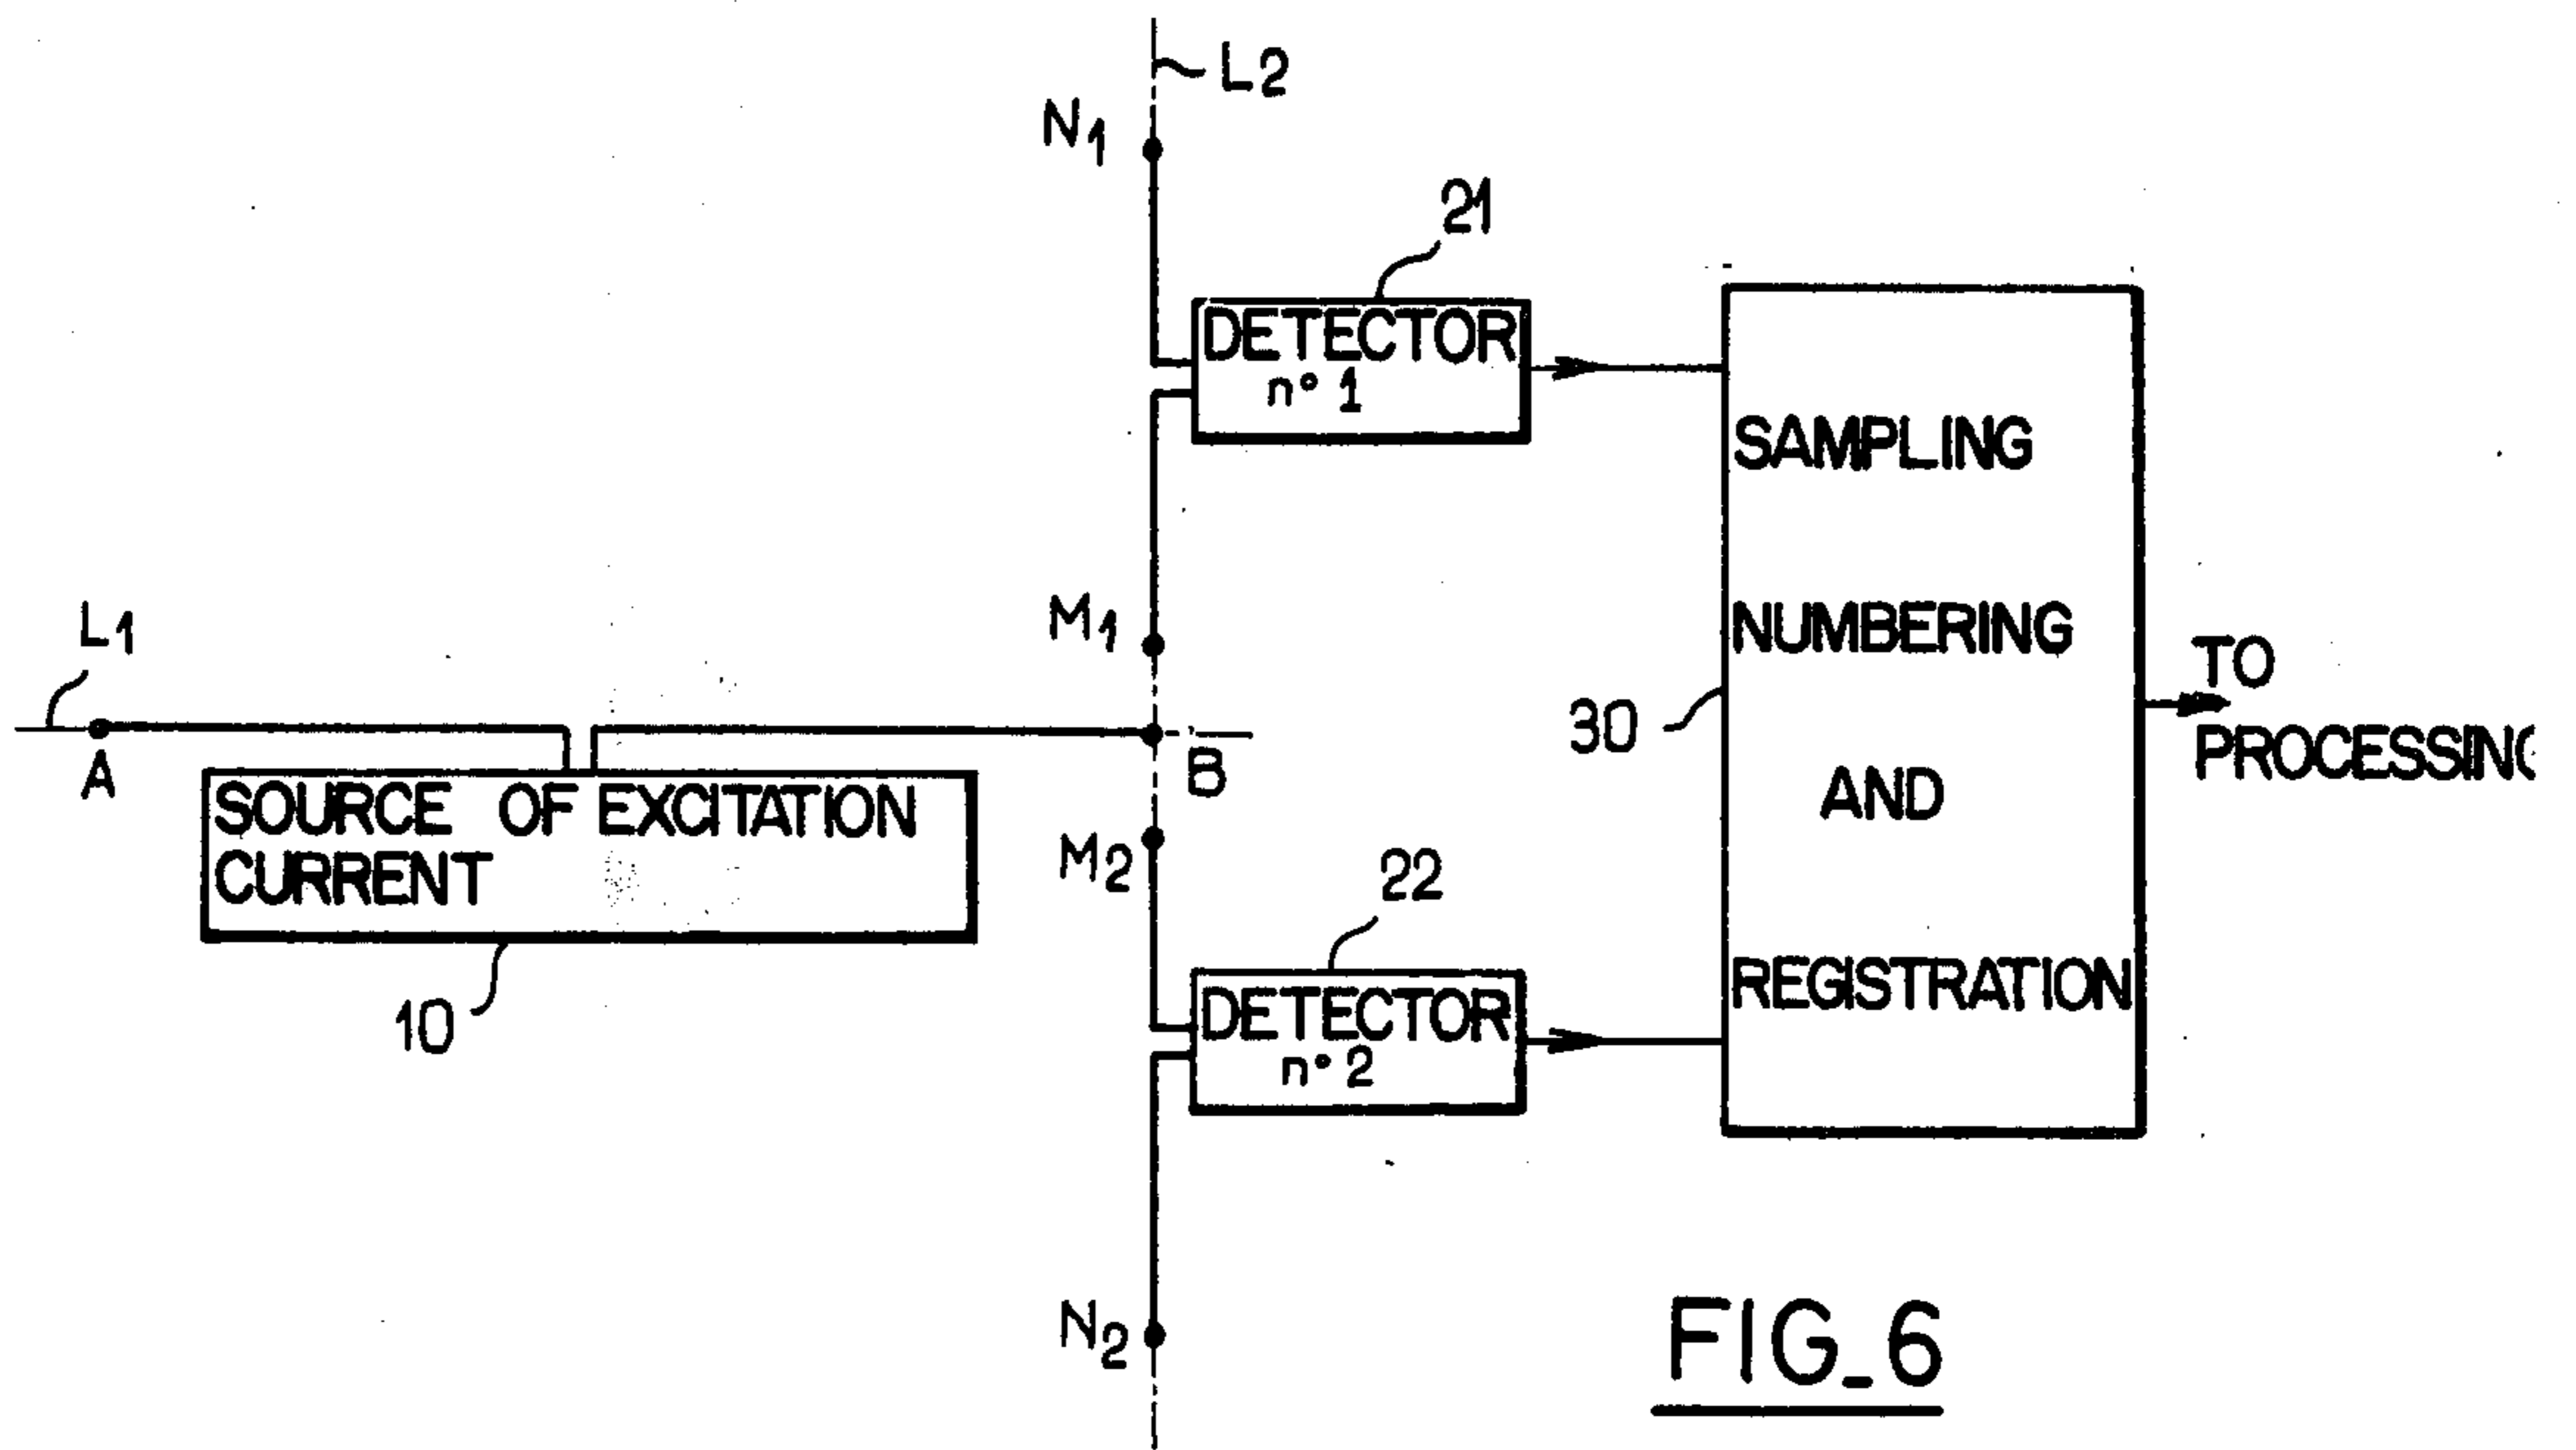 L2
N1
21
DETECTOR
n° 1
SAMPLING
NUMBERING
AND
REGISTRATION
30
TO
PROCESSING
M1
L1
A
B
SOURCE OF EXCITATION
CURRENT
10
M2
22
DETECTOR
n° 2
N2
FIG_6